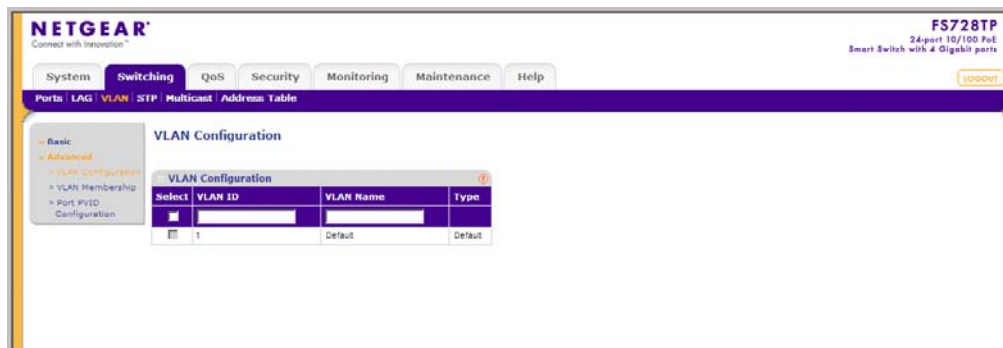 NETGEAR®
Connect with Innovation™
FS728TP
24-port 10/100 PoE
Smart Switch with 4 Gigabit ports
System Switching QoS Security Monitoring Maintenance Help
LOGOUT
Ports LAG VLAN STP Multicast Address Table
Basic
Advanced
VLAN Configuration
VLAN Membership
Port PVID
Configuration
VLAN Configuration
VLAN Configuration
Select VLAN ID VLAN Name Type
1 Default Default